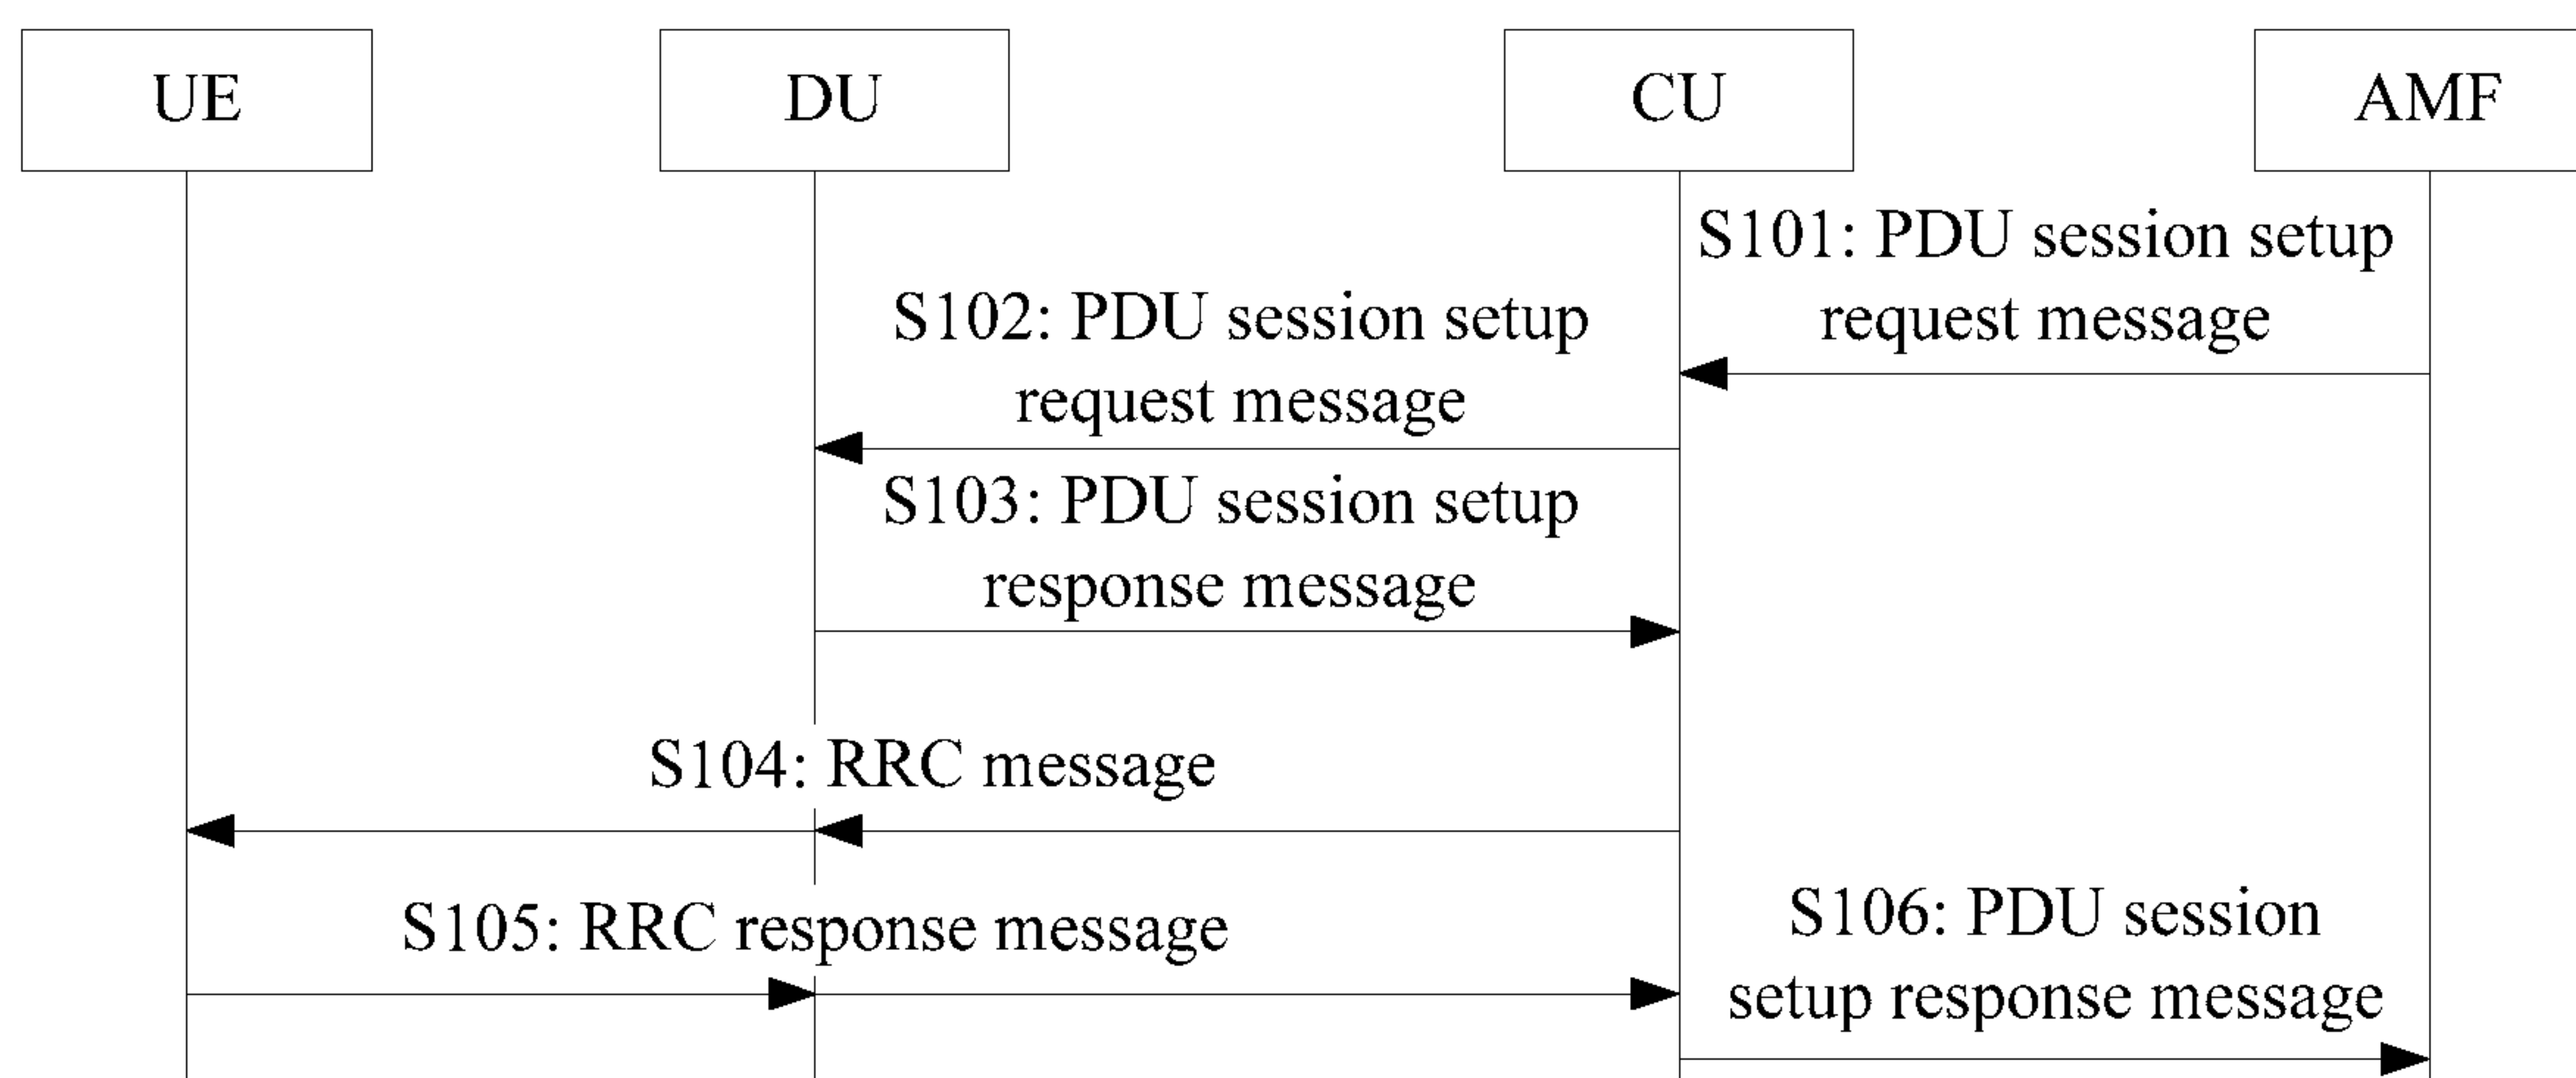 UE
DU
CU
AMF
S101: PDU session setup
request message
S102: PDU session setup
request message
S103: PDU session setup
response message
S104: RRC message
S105: RRC response message
S106: PDU session
setup response message